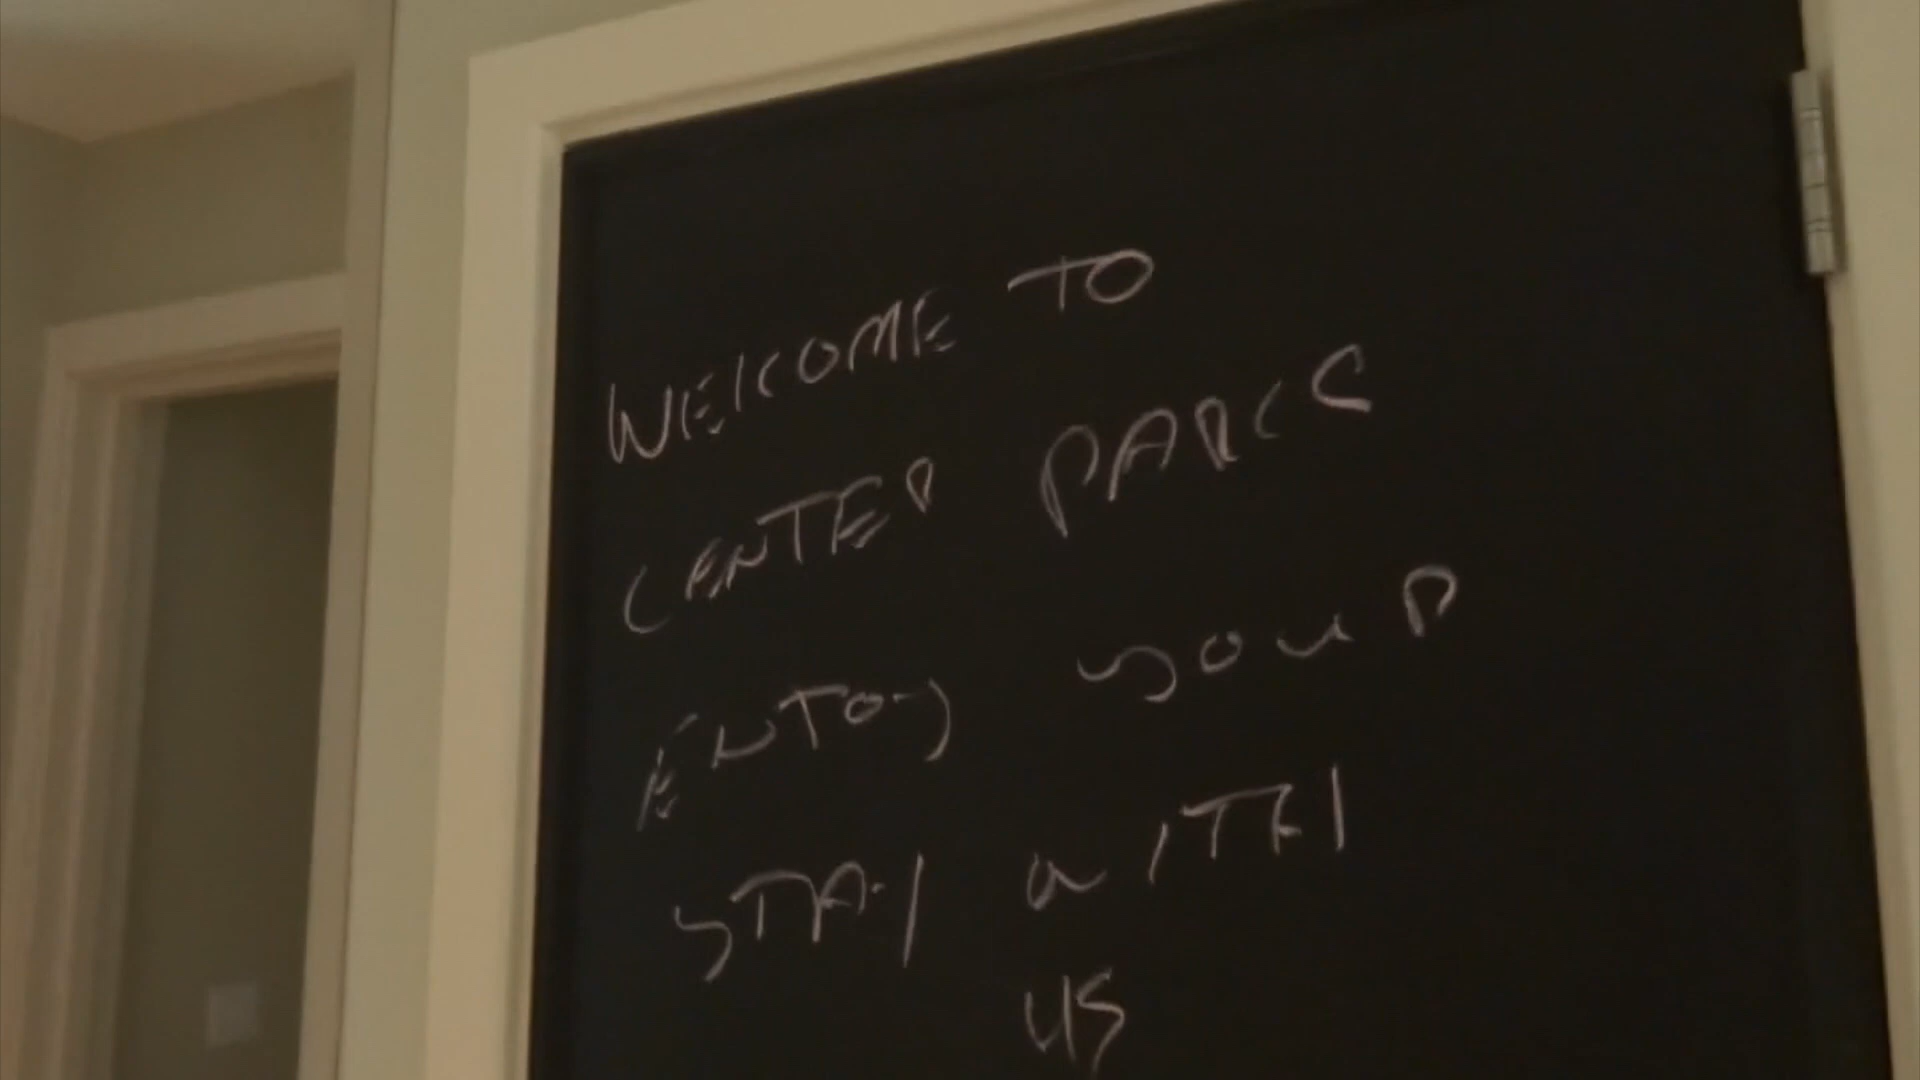 WELCOME TO
CENTER PARCS
ENJOY YOUR
STAY WITH
US